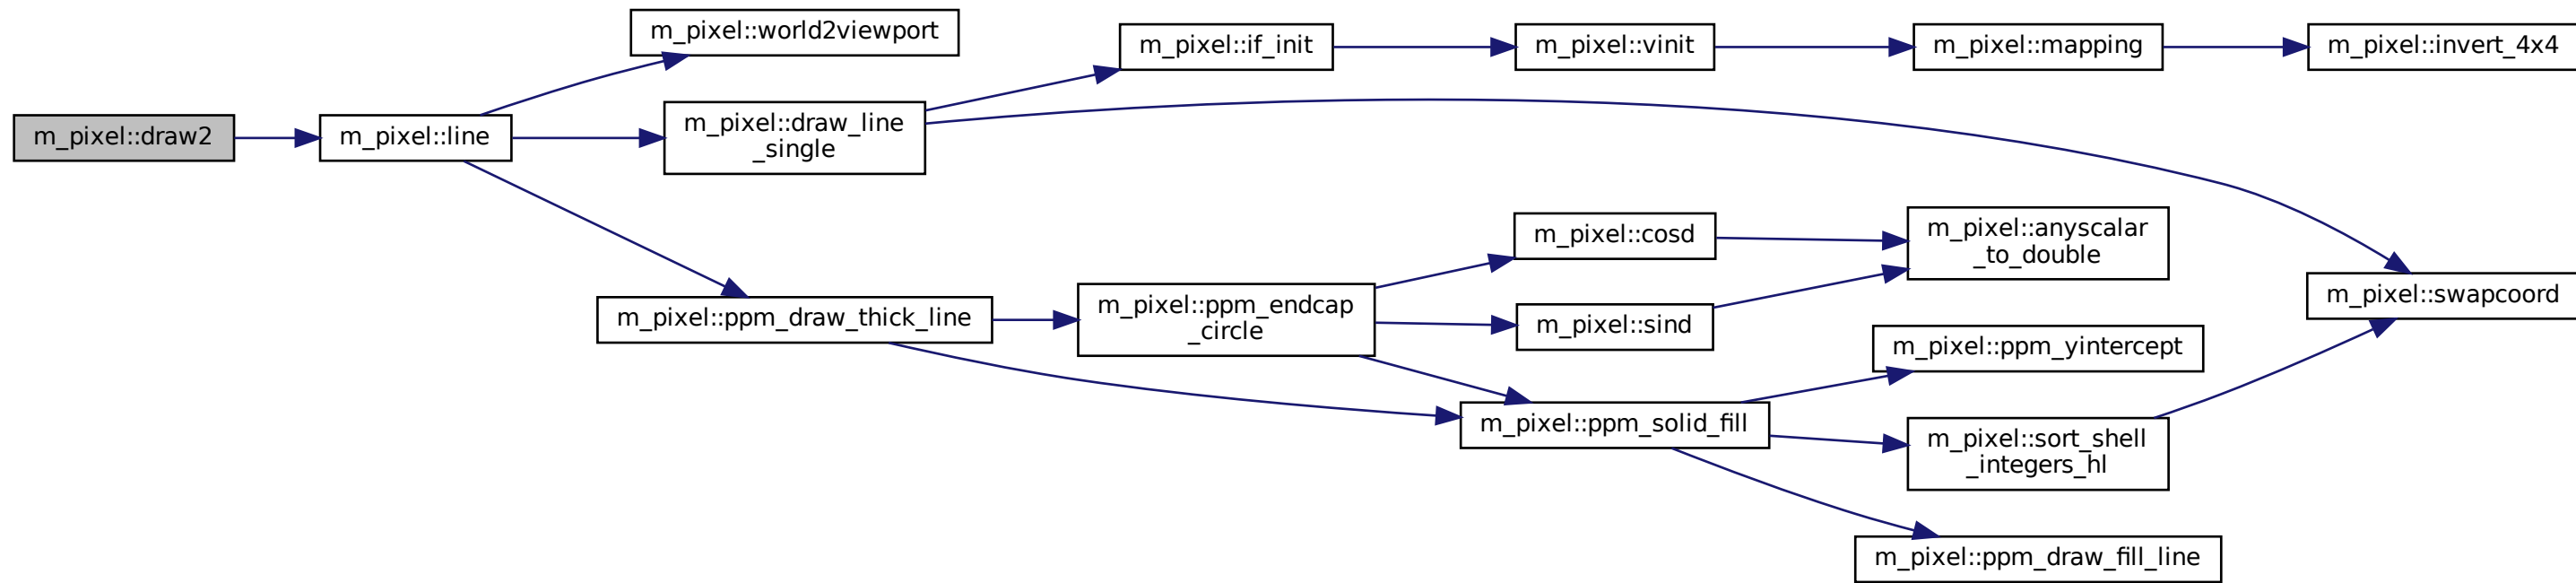 m_pixel::draw2
m_pixel::line
m_pixel::world2viewport
m_pixel::draw_line
_single
m_pixel::ppm_draw_thick_line
m_pixel::if_init
m_pixel::vinit
m_pixel::mapping
m_pixel::invert_4x4
m_pixel::ppm_endcap
_circle
m_pixel::cosd
m_pixel::sind
m_pixel::anyscalar
_to_double
m_pixel::ppm_solid_fill
m_pixel::ppm_yintercept
m_pixel::sort_shell
_integers_hl
m_pixel::swapcoord
m_pixel::ppm_draw_fill_line